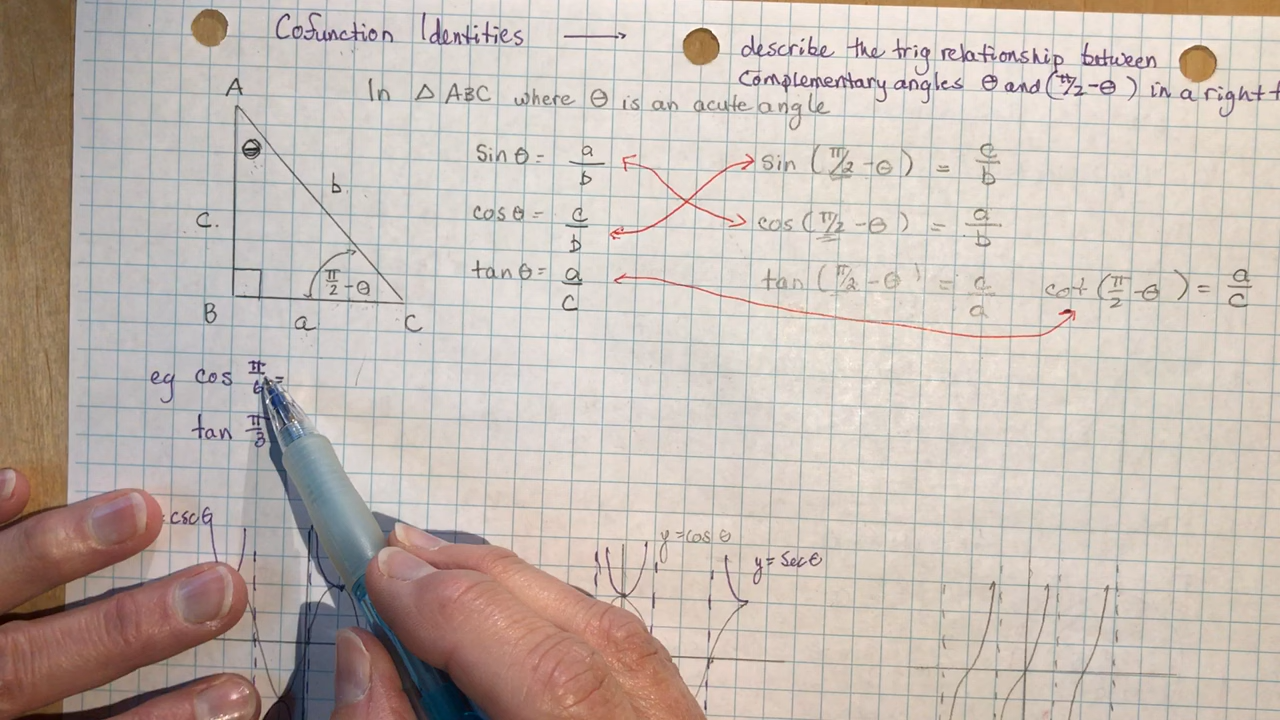 Cofunction Identities → describe the trig relationship between
complementary angles θ and (π/2-θ) in a right t
In △ ABC where θ is an acute angle
A
θ
b.
C.
π/2 - θ
B a C
sin θ = a/b sin (π/2 - θ) = c/b
cos θ = c/b cos (π/2 - θ) = a/b
tan θ = a/c tan (π/2 - θ) = c/a cot (π/2 - θ) = a/c
eg cos π/6 =
tan π/3
= csc θ
y = cos θ
y = sec θ